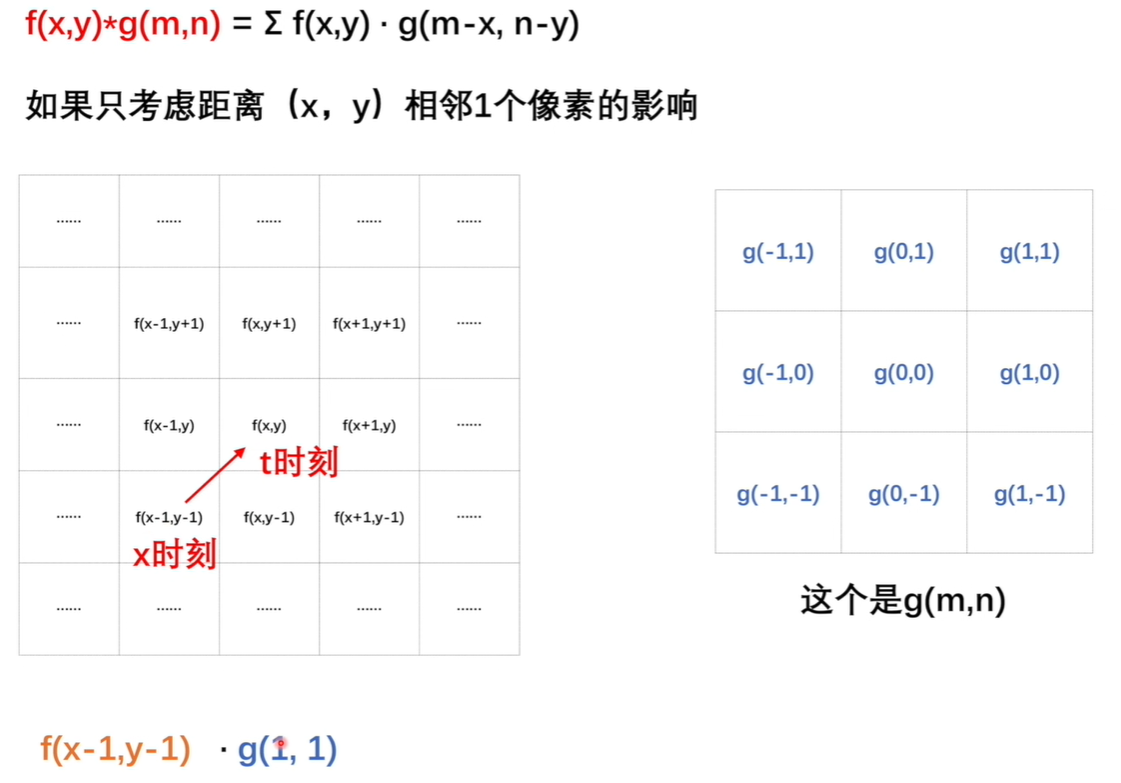 f(x,y)*g(m,n) = Σ f(x,y) · g(m-x, n-y)
如果只考虑距离（x，y）相邻1个像素的影响
...... ...... ...... ...... ......
...... f(x-1,y+1) f(x,y+1) f(x+1,y+1) ......
...... f(x-1,y) f(x,y) f(x+1,y) ......
t时刻
...... f(x-1,y-1) f(x,y-1) f(x+1,y-1) ......
x时刻
...... ...... ...... ...... ......
g(-1,1) g(0,1) g(1,1)
g(-1,0) g(0,0) g(1,0)
g(-1,-1) g(0,-1) g(1,-1)
这个是g(m,n)
f(x-1,y-1) · g(1, 1)